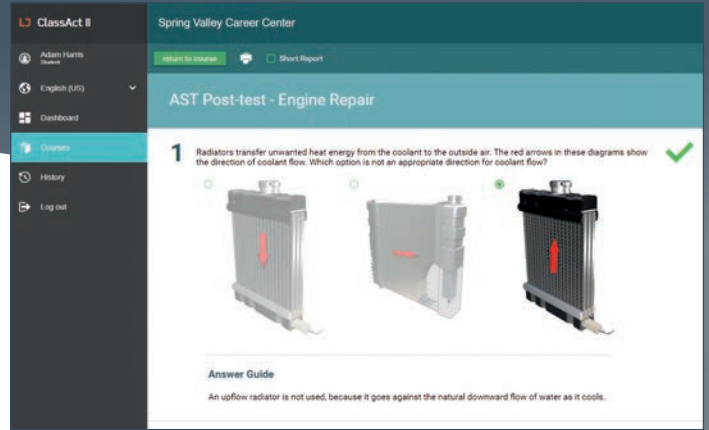 LJ ClassAct II
Spring Valley Career Center
Adam Harris
Student
return to course
Short Report
English (US)
AST Post-test - Engine Repair
Dashboard
Courses
1 Radiators transfer unwanted heat energy from the coolant to the outside air. The red arrows in these diagrams show
the direction of coolant flow. Which option is not an appropriate direction for coolant flow?
History
Log out
Answer Guide
An upflow radiator is not used, because it goes against the natural downward flow of water as it cools.